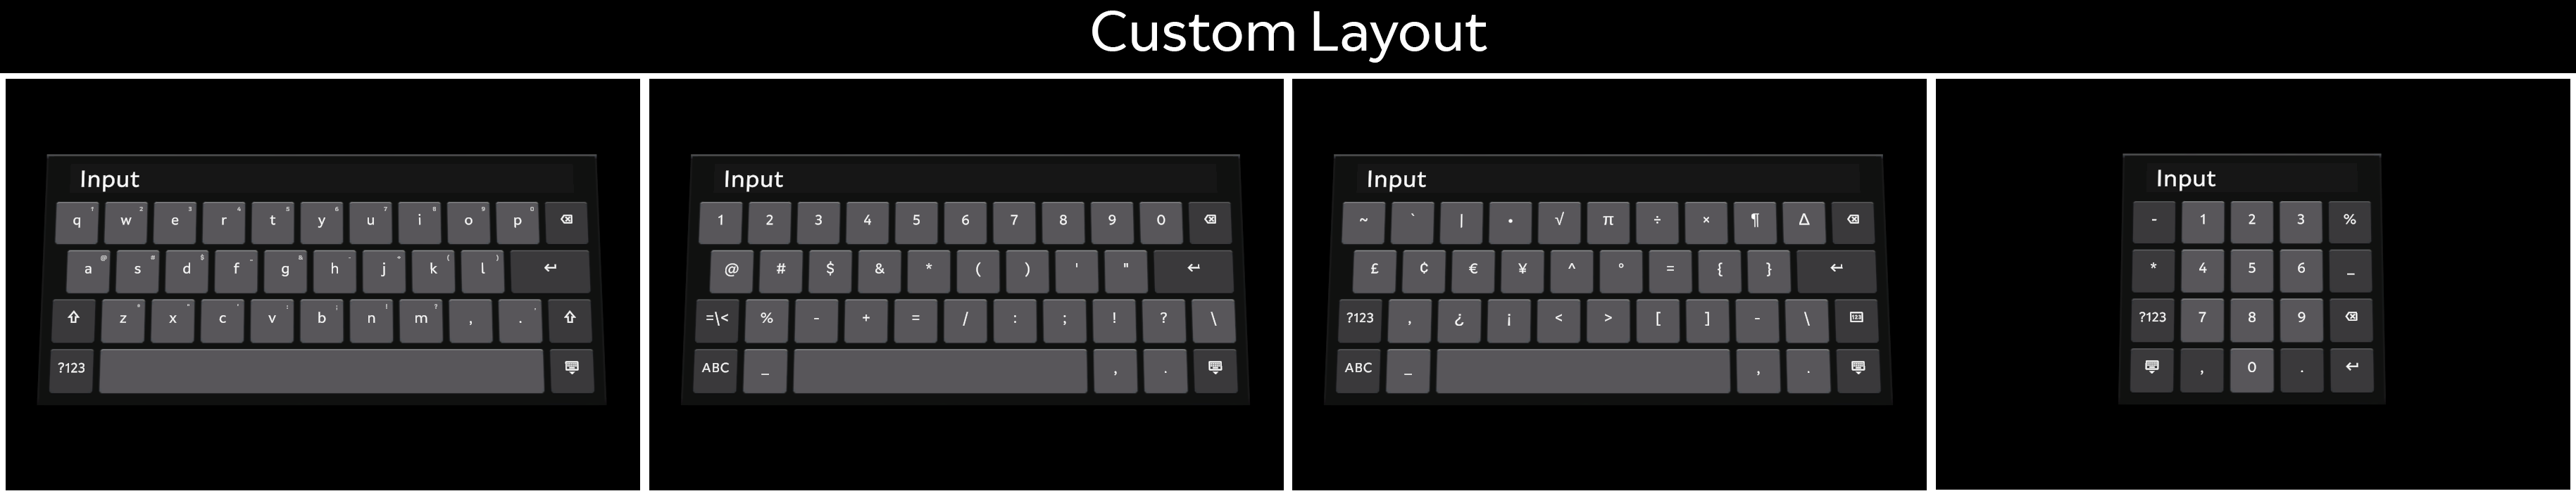 Custom Layout
Input
q w e r t y u i o p
a s d f g h j k l
z x c v b n m , .
?123
Input
1 2 3 4 5 6 7 8 9 0
@ # $ & * ( ) ' "
=\< % - + = / : ; ! ? \
ABC _ , .
Input
~ ` | • √ π ÷ × ¶ Δ
£ ¢ € ¥ ^ ° = { }
?123 , ¿ ¡ < > [ ] - \ 123
ABC _ , .
Input
- 1 2 3 %
* 4 5 6 _
?123 7 8 9
, 0 .